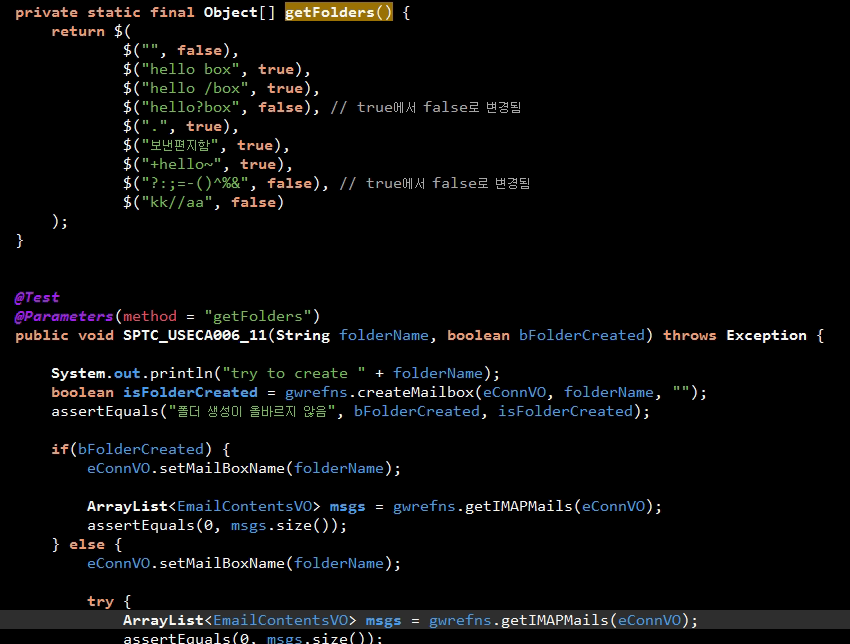 private static final Object[] getFolders() {
    return $(
            $("", false),
            $("hello box", true),
            $("hello /box", true),
            $("hello?box", false), // true에서 false로 변경됨
            $(".", true),
            $("보낸편지함", true),
            $("+hello~", true),
            $("?:;=-()^%&", false), // true에서 false로 변경됨
            $("kk//aa", false)
    );
}
@Test
@Parameters(method = "getFolders")
public void SPTC_USECA006_11(String folderName, boolean bFolderCreated) throws Exception {
    System.out.println("try to create " + folderName);
    boolean isFolderCreated = gwrefns.createMailbox(eConnVO, folderName, "");
    assertEquals("폴더 생성이 올바르지 않음", bFolderCreated, isFolderCreated);
    if(bFolderCreated) {
        eConnVO.setMailBoxName(folderName);
        ArrayList<EmailContentsVO> msgs = gwrefns.getIMAPMails(eConnVO);
        assertEquals(0, msgs.size());
    } else {
        eConnVO.setMailBoxName(folderName);
        try {
            ArrayList<EmailContentsVO> msgs = gwrefns.getIMAPMails(eConnVO);
            assertEquals(0, msgs.size());